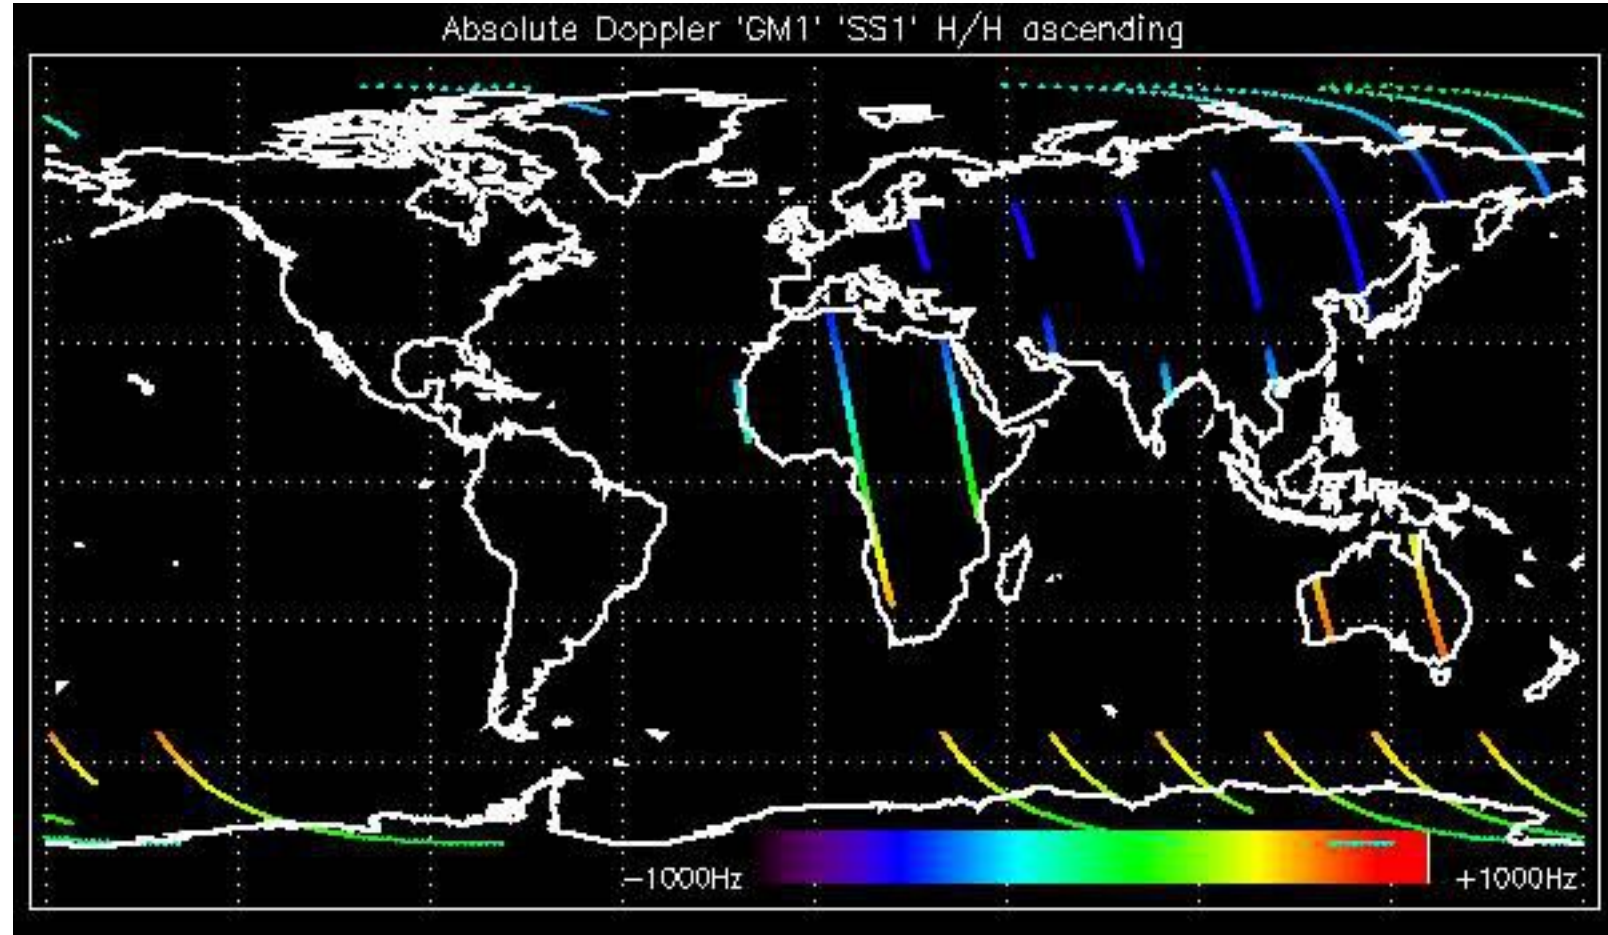 Absolute Doppler 'GM1' 'SS1' H/H ascending
-1000Hz +1000Hz